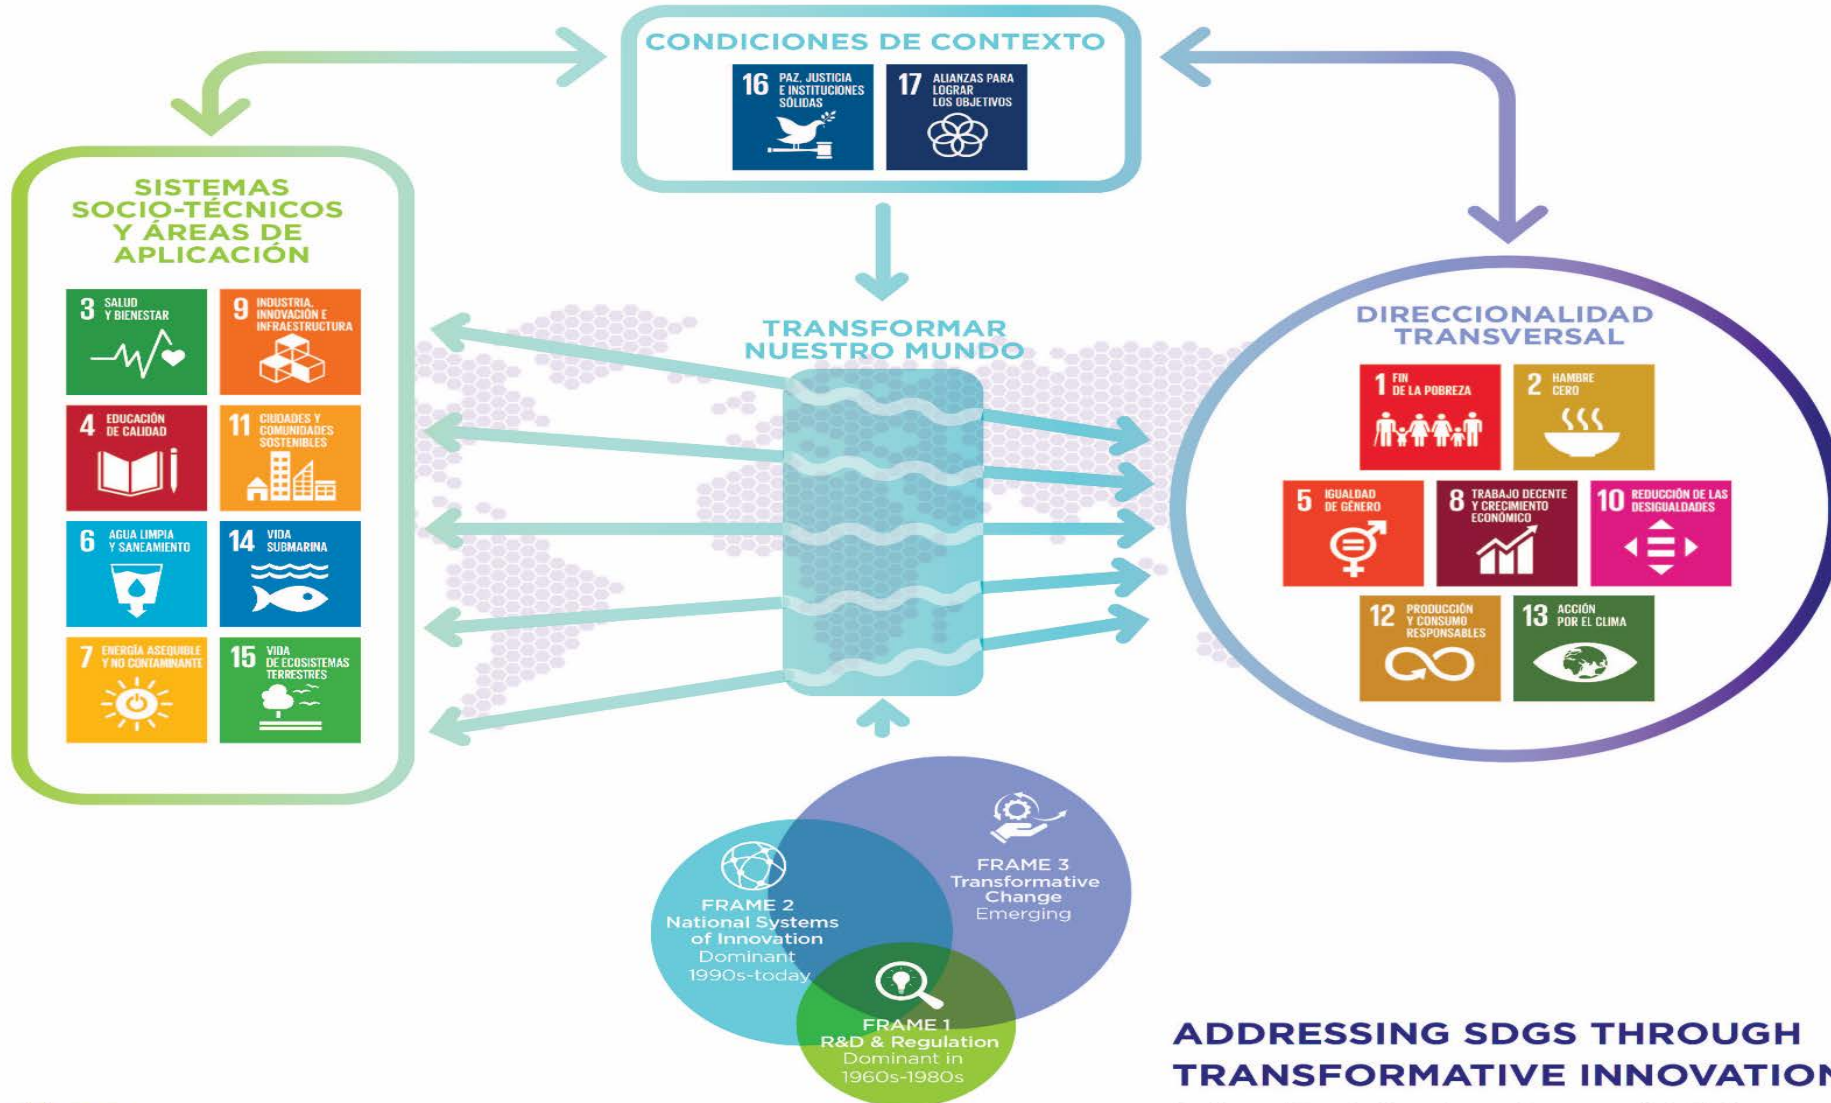 CONDICIONES DE CONTEXTO
16 PAZ, JUSTICIA
E INSTITUCIONES
SÓLIDAS
17 ALIANZAS PARA
LOGRAR
LOS OBJETIVOS
SISTEMAS
SOCIO-TÉCNICOS
Y ÁREAS DE
APLICACIÓN
3 SALUD
Y BIENESTAR
9 INDUSTRIA,
INNOVACIÓN E
INFRAESTRUCTURA
4 EDUCACIÓN
DE CALIDAD
11 CIUDADES Y
COMUNIDADES
SOSTENIBLES
6 AGUA LIMPIA
Y SANEAMIENTO
14 VIDA
SUBMARINA
7 ENERGÍA ASEQUIBLE
Y NO CONTAMINANTE
15 VIDA
DE ECOSISTEMAS
TERRESTRES
TRANSFORMAR
NUESTRO MUNDO
DIRECCIONALIDAD
TRANSVERSAL
1 FIN
DE LA POBREZA
2 HAMBRE
CERO
5 IGUALDAD
DE GÉNERO
8 TRABAJO DECENTE
Y CRECIMIENTO
ECONÓMICO
10 REDUCCIÓN DE LAS
DESIGUALDADES
12 PRODUCCIÓN
Y CONSUMO
RESPONSABLES
13 ACCIÓN
POR EL CLIMA
FRAME 3
Transformative
Change
Emerging
FRAME 2
National Systems
of Innovation
Dominant
1990s-today
FRAME 1
R&D & Regulation
Dominant in
1960s-1980s
ADDRESSING SDGS THROUGH
TRANSFORMATIVE INNOVATION